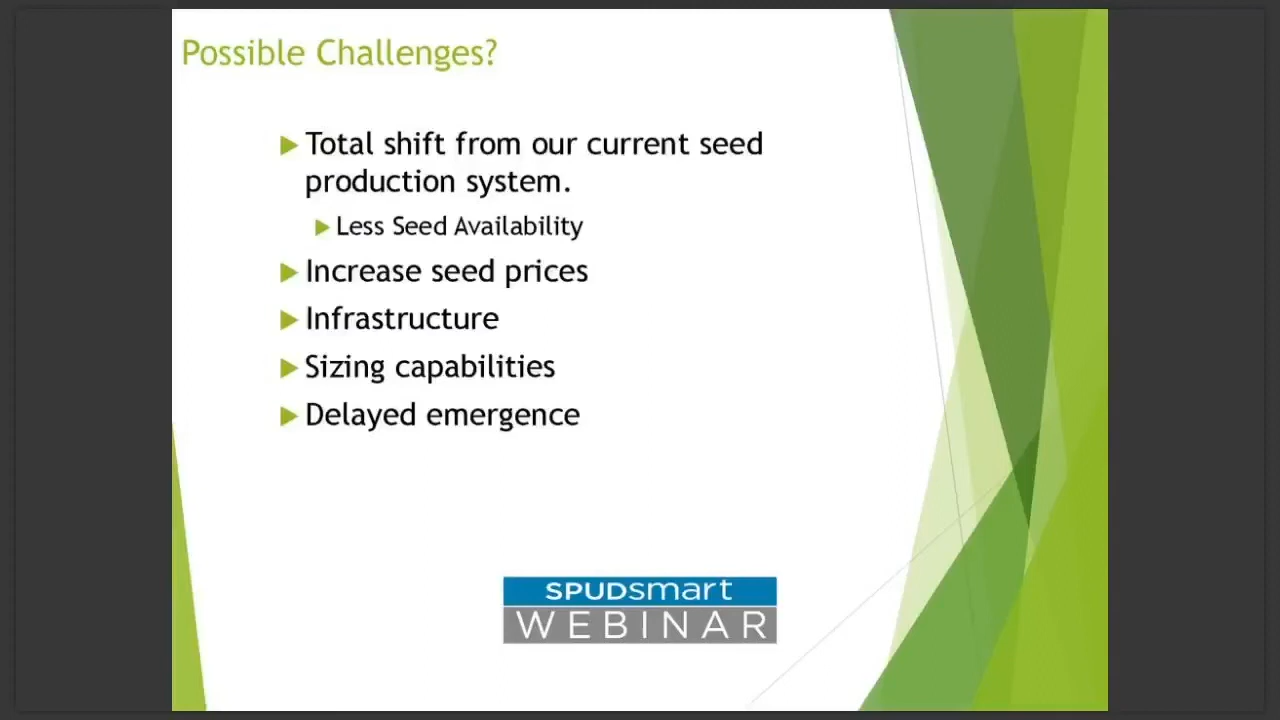 Possible Challenges?
Total shift from our current seed
production system.
Less Seed Availability
Increase seed prices
Infrastructure
Sizing capabilities
Delayed emergence
SPUDsmart
WEBINAR